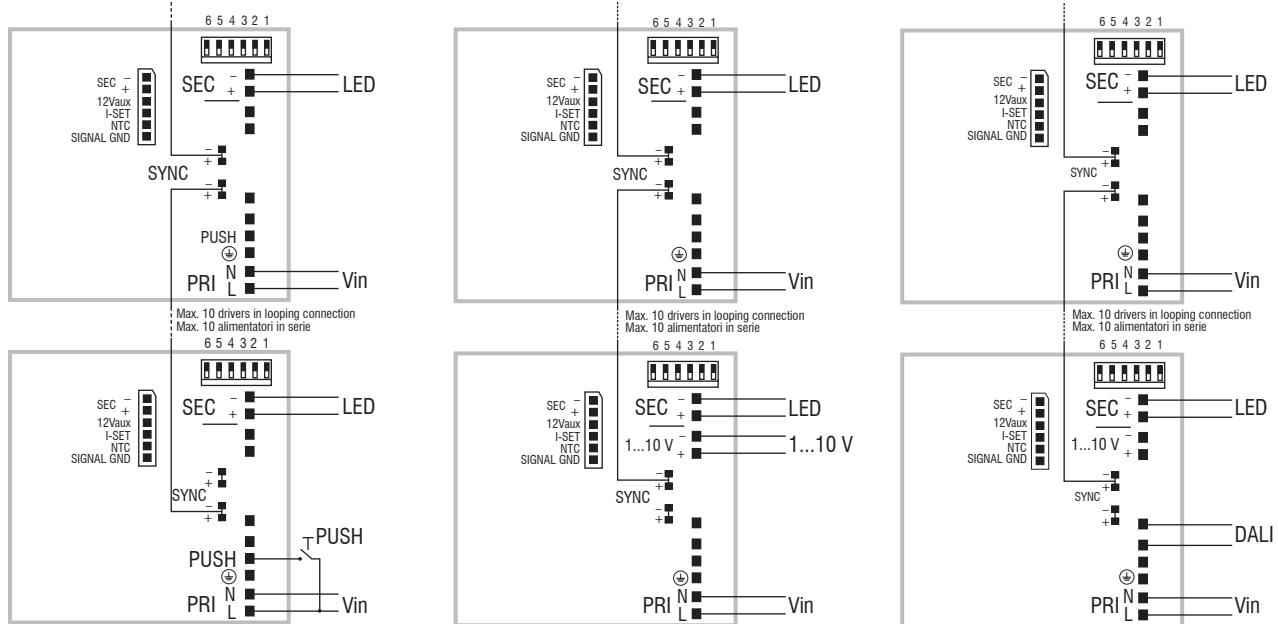 6 5 4 3 2 1
SEC –
+
12Vaux
I-SET
NTC
SIGNAL GND
SEC –
+
LED
–
+
SYNC
–
+
PUSH
N
PRI
L
Vin
Max. 10 drivers in looping connection
Max. 10 alimentatori in serie
6 5 4 3 2 1
SEC –
+
12Vaux
I-SET
NTC
SIGNAL GND
SEC –
+
LED
–
+
SYNC
–
+
PUSH
PUSH
N
PRI
L
Vin
6 5 4 3 2 1
SEC –
+
12Vaux
I-SET
NTC
SIGNAL GND
SEC –
+
LED
–
+
SYNC
–
+
PRI N
L
Vin
Max. 10 drivers in looping connection
Max. 10 alimentatori in serie
6 5 4 3 2 1
SEC –
+
12Vaux
I-SET
NTC
SIGNAL GND
SEC –
+
LED
1...10 V –
+
1...10 V
–
+
SYNC
–
+
PRI N
L
Vin
6 5 4 3 2 1
SEC –
+
12Vaux
I-SET
NTC
SIGNAL GND
SEC –
+
LED
–
+
SYNC
–
+
PRI N
L
Vin
Max. 10 drivers in looping connection
Max. 10 alimentatori in serie
6 5 4 3 2 1
SEC –
+
12Vaux
I-SET
NTC
SIGNAL GND
SEC –
+
LED
1...10 V –
+
–
+
SYNC
–
+
DALI
PRI N
L
Vin